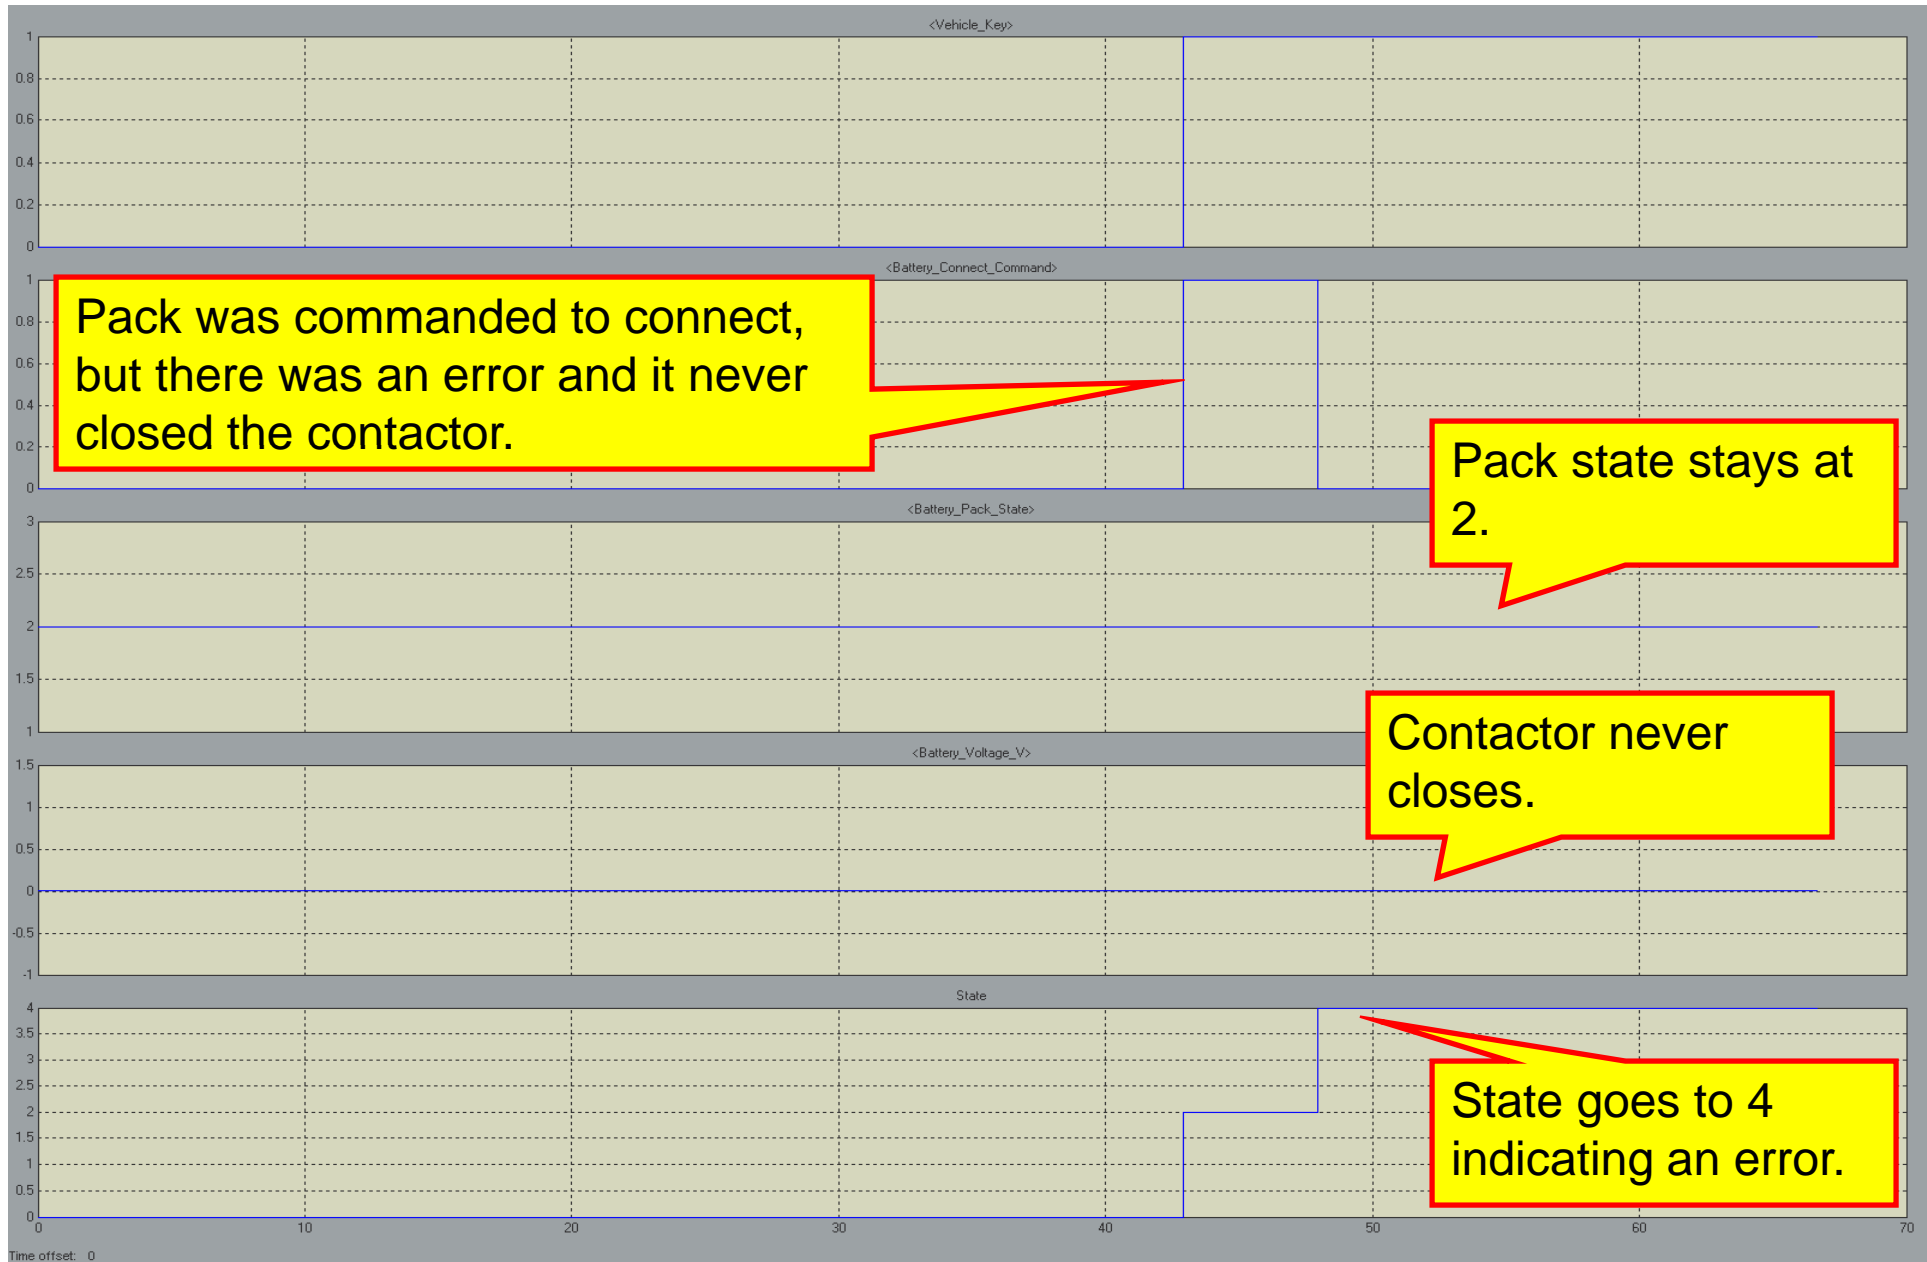 <Vehicle_Key>
1
0.8
0.6
0.4
0.2
0
<Battery_Connect_Command>
1
0.8
0.6
0.4
0.2
0
Pack was commanded to connect,
but there was an error and it never
closed the contactor.
Pack state stays at
2.
<Battery_Pack_State>
3
2.5
2
1.5
1
<Battery_Voltage_V>
1.5
1
0.5
0
-0.5
-1
Contactor never
closes.
State
4
3.5
3
2.5
2
1.5
1
0.5
0
State goes to 4
indicating an error.
0 10 20 30 40 50 60 70
Time offset: 0